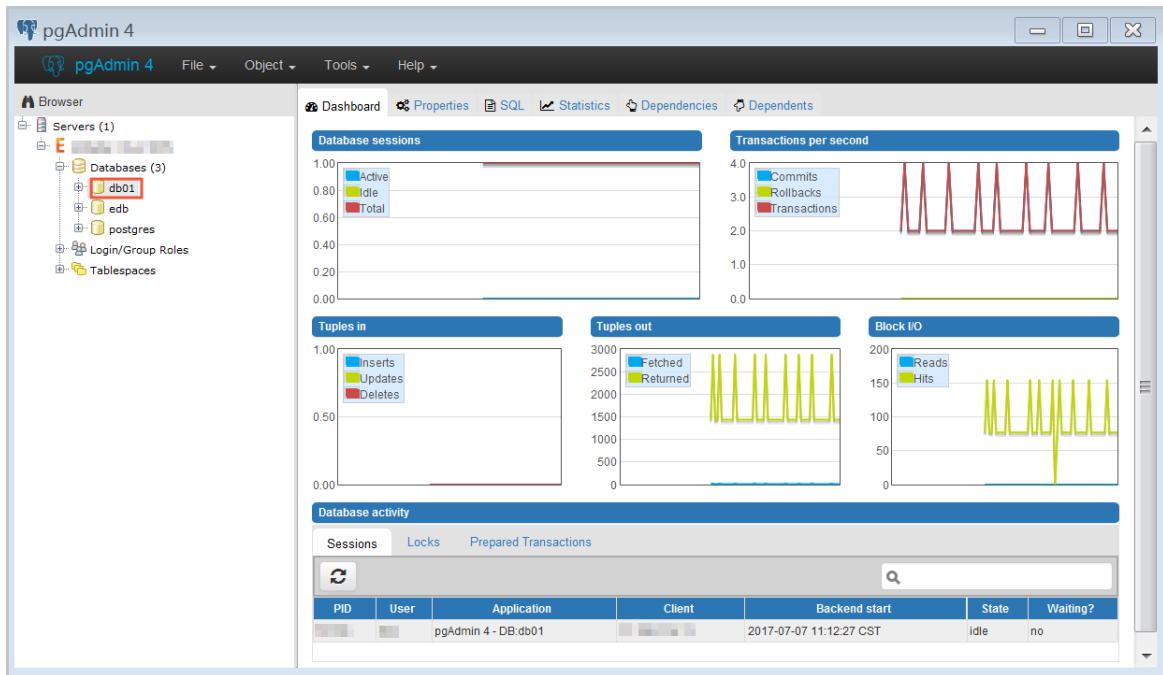 pgAdmin 4
pgAdmin 4 File Object Tools Help
Browser
Dashboard Properties SQL Statistics Dependencies Dependents
Servers (1)
E
Databases (3)
db01
edb
postgres
Login/Group Roles
Tablespaces
Database sessions
1.00
0.80
0.60
0.40
0.20
0.00
Active
Idle
Total
Transactions per second
4.0
3.0
2.0
1.0
0.0
Commits
Rollbacks
Transactions
Tuples in
1.00
0.50
0.00
Inserts
Updates
Deletes
Tuples out
3000
2500
2000
1500
1000
500
0
Fetched
Returned
Block I/O
200
150
100
50
0
Reads
Hits
Database activity
Sessions Locks Prepared Transactions
PID User Application Client Backend start State Waiting?
pgAdmin 4 - DB:db01 2017-07-07 11:12:27 CST idle no